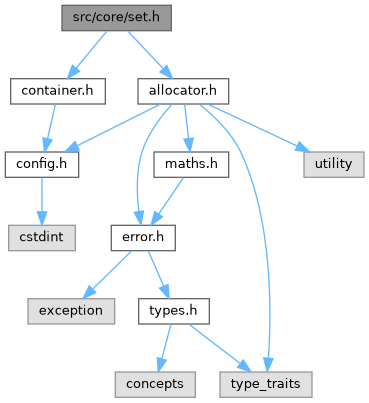 src/core/set.h
container.h
allocator.h
config.h
maths.h
utility
cstdint
error.h
exception
types.h
concepts
type_traits